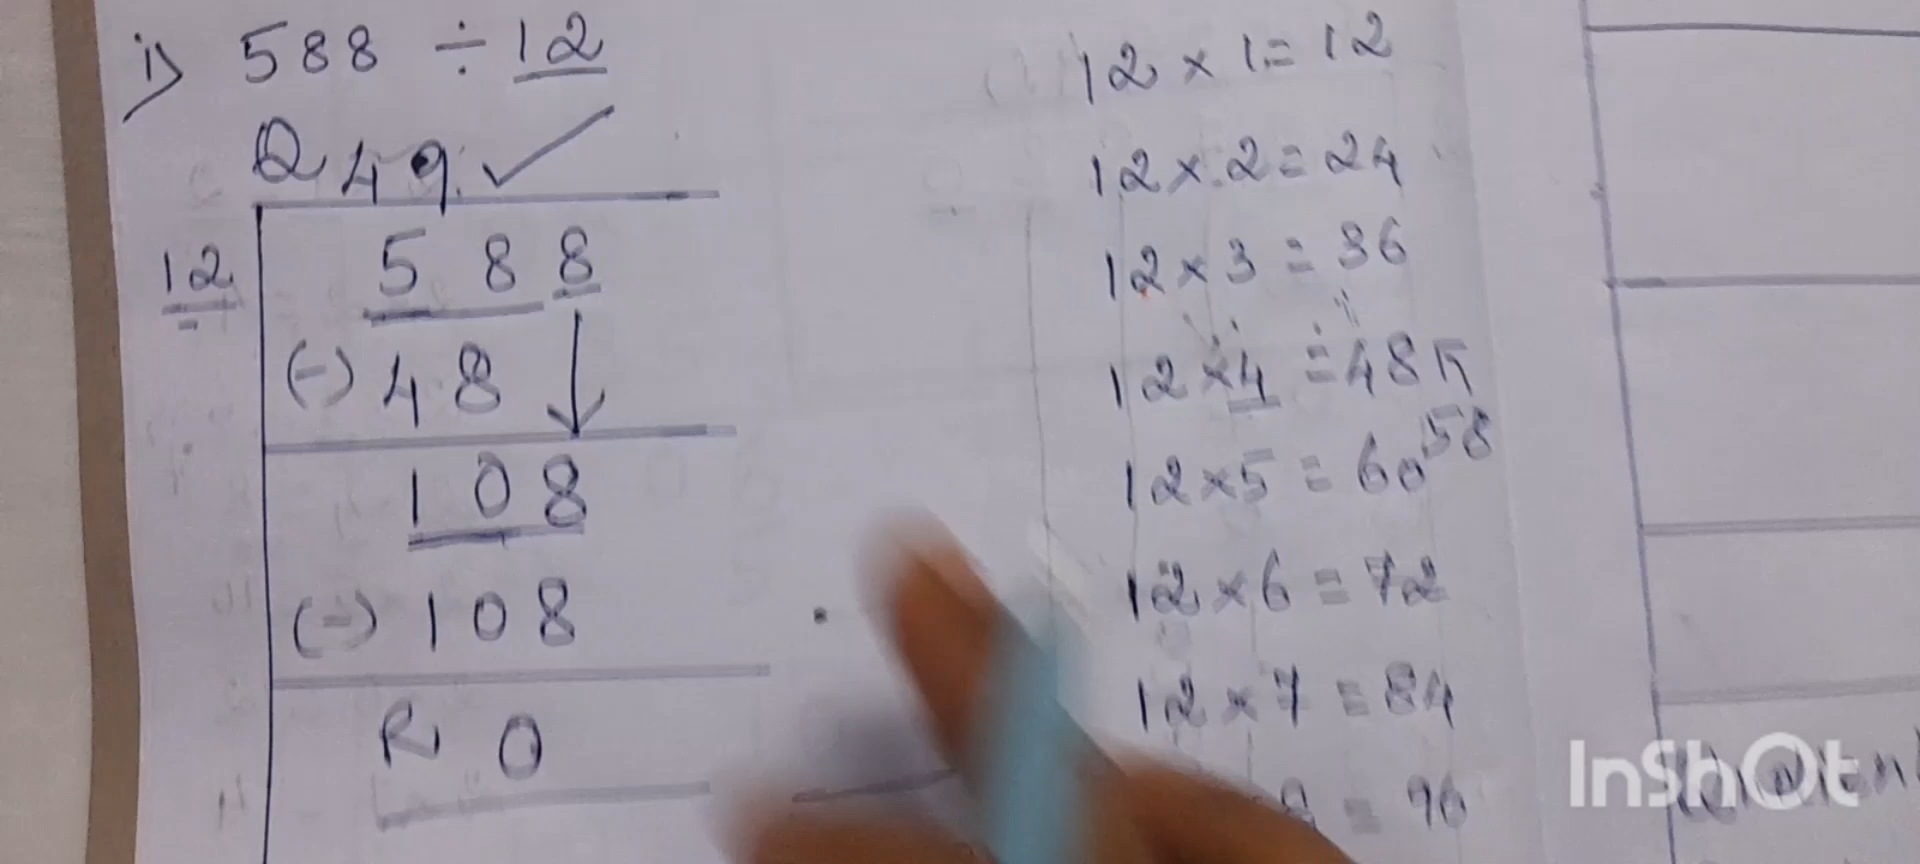 i) 588 ÷ 12
Q 49. ✓
12 588
(-) 48
108
(-) 108
R 0
12 × 1 = 12
12 × 2 = 24
12 × 3 = 36
12 × 4 = 48
58
12 × 5 = 60
12 × 6 = 72
12 × 7 = 84
InShOt